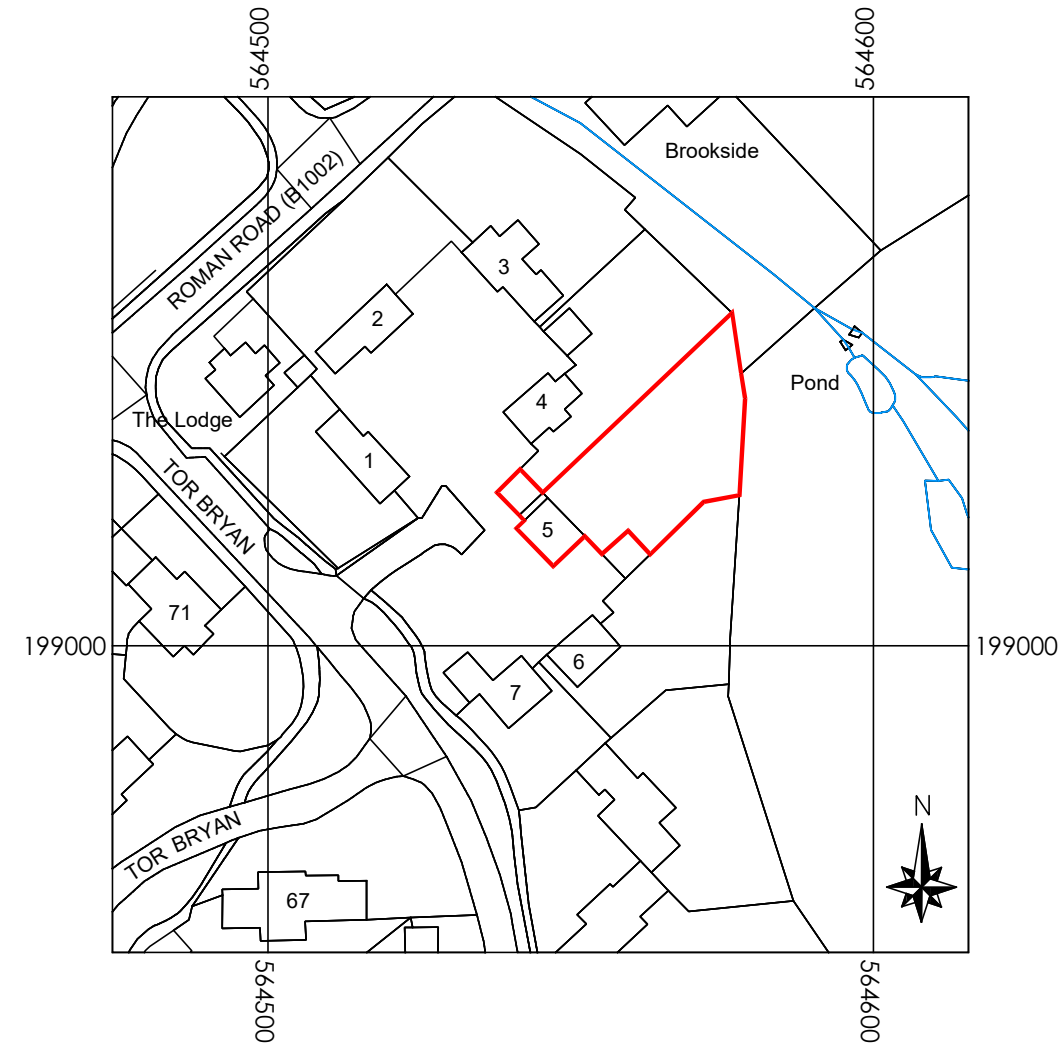 564500
564600
Brookside
ROMAN ROAD (B1002)
3
2
Pond
4
The Lodge
1
TOR BRYAN
5
71
199000
199000
6
7
N
TOR BRYAN
67
564500
564600